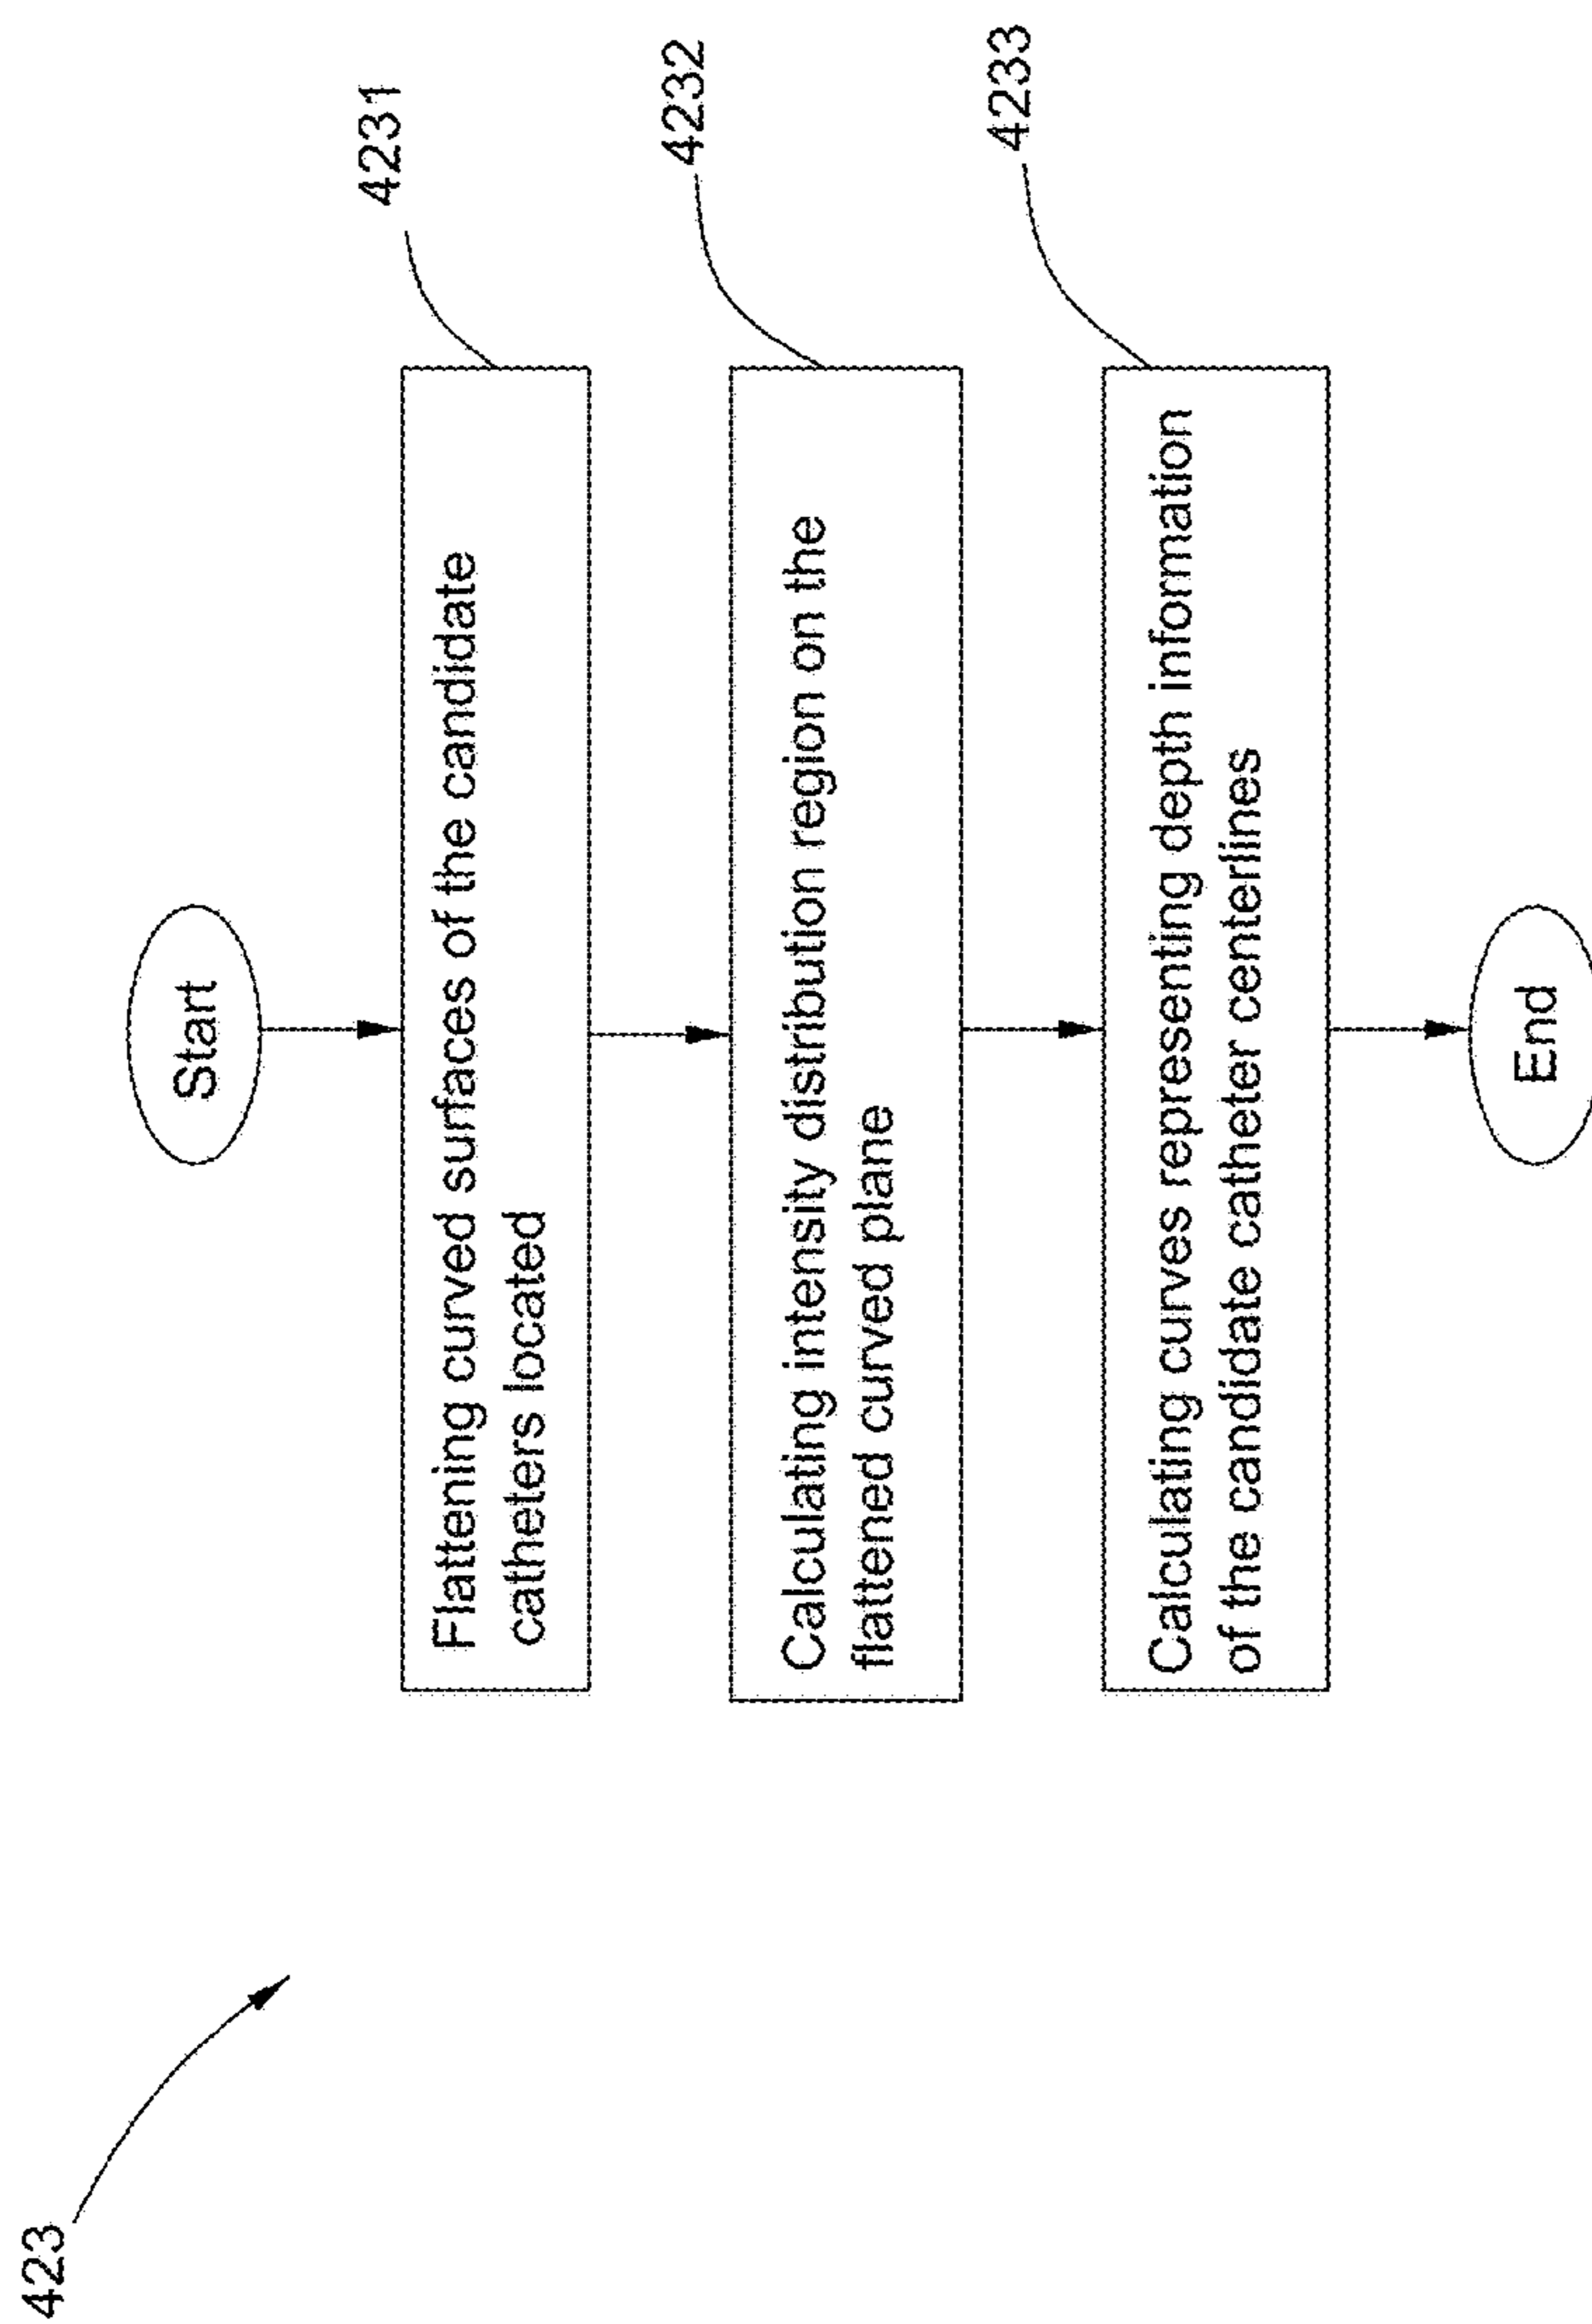 423
Start
4231
Flattening curved surfaces of the candidate
catheters located
4232
Calculating intensity distribution region on the
flattened curved plane
4233
Calculating curves representing depth information
of the candidate catheter centerlines
End